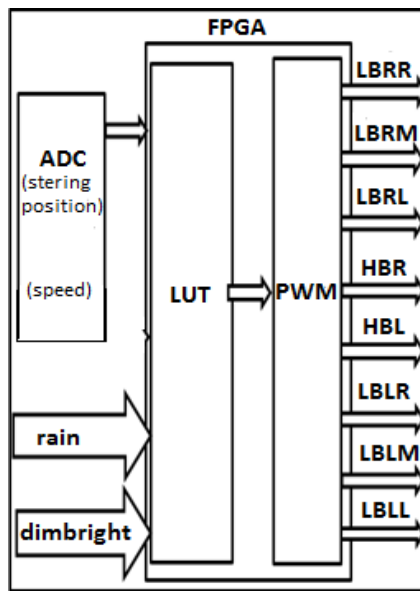 FPGA
ADC
(stering
position)
(speed)
rain
dimbright
LUT
PWM
LBRR
LBRM
LBRL
HBR
HBL
LBLR
LBLM
LBLL